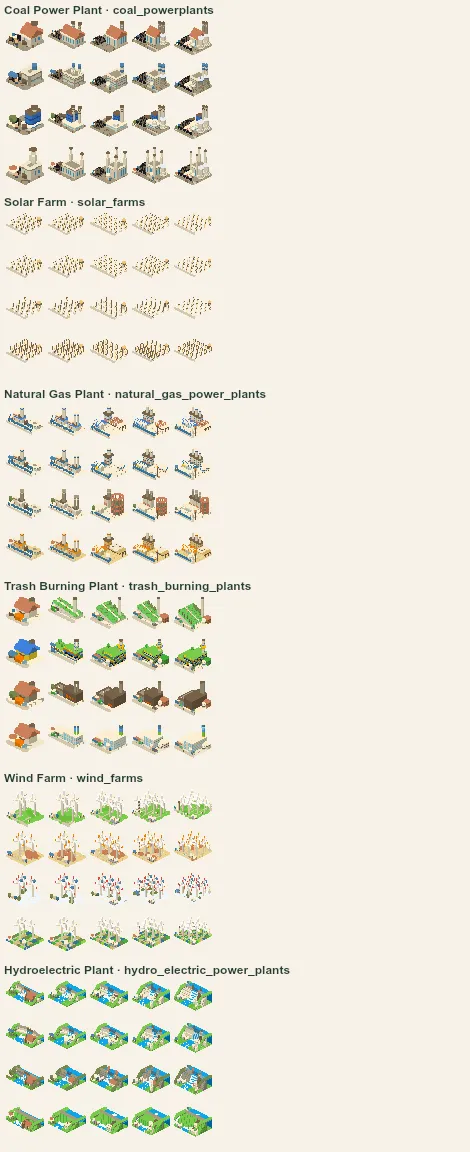 Coal Power Plant · coal_powerplants
Solar Farm · solar_farms
Natural Gas Plant · natural_gas_power_plants
Trash Burning Plant · trash_burning_plants
Wind Farm · wind_farms
Hydroelectric Plant · hydro_electric_power_plants